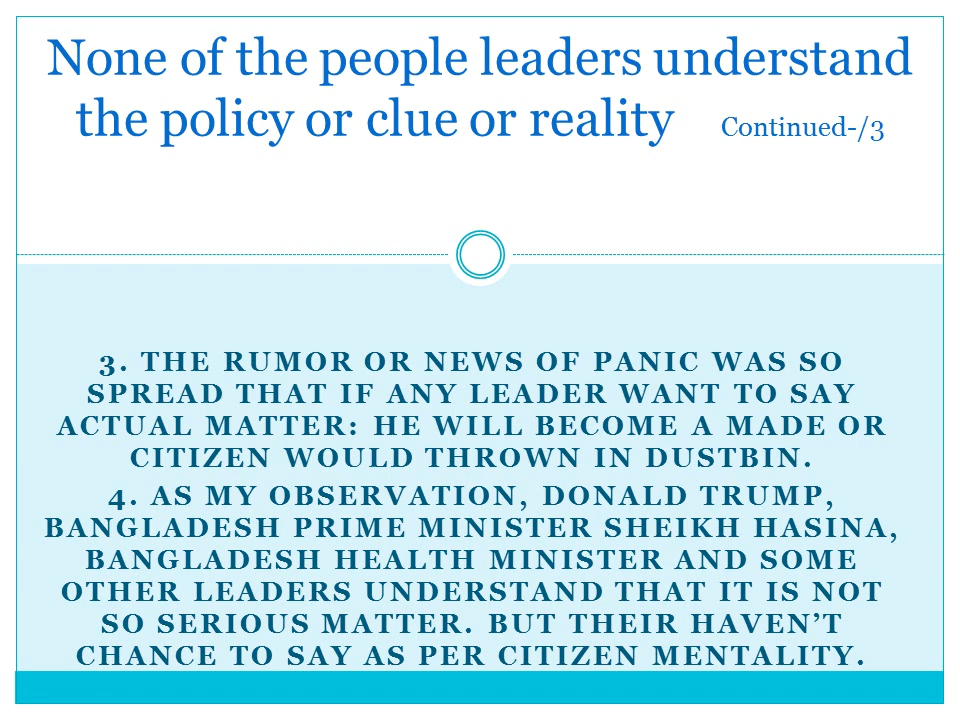 None of the people leaders understand
the policy or clue or reality Continued-/3
3. THE RUMOR OR NEWS OF PANIC WAS SO
SPREAD THAT IF ANY LEADER WANT TO SAY
ACTUAL MATTER: HE WILL BECOME A MADE OR
CITIZEN WOULD THROWN IN DUSTBIN.
4. AS MY OBSERVATION, DONALD TRUMP,
BANGLADESH PRIME MINISTER SHEIKH HASINA,
BANGLADESH HEALTH MINISTER AND SOME
OTHER LEADERS UNDERSTAND THAT IT IS NOT
SO SERIOUS MATTER. BUT THEIR HAVEN’T
CHANCE TO SAY AS PER CITIZEN MENTALITY.